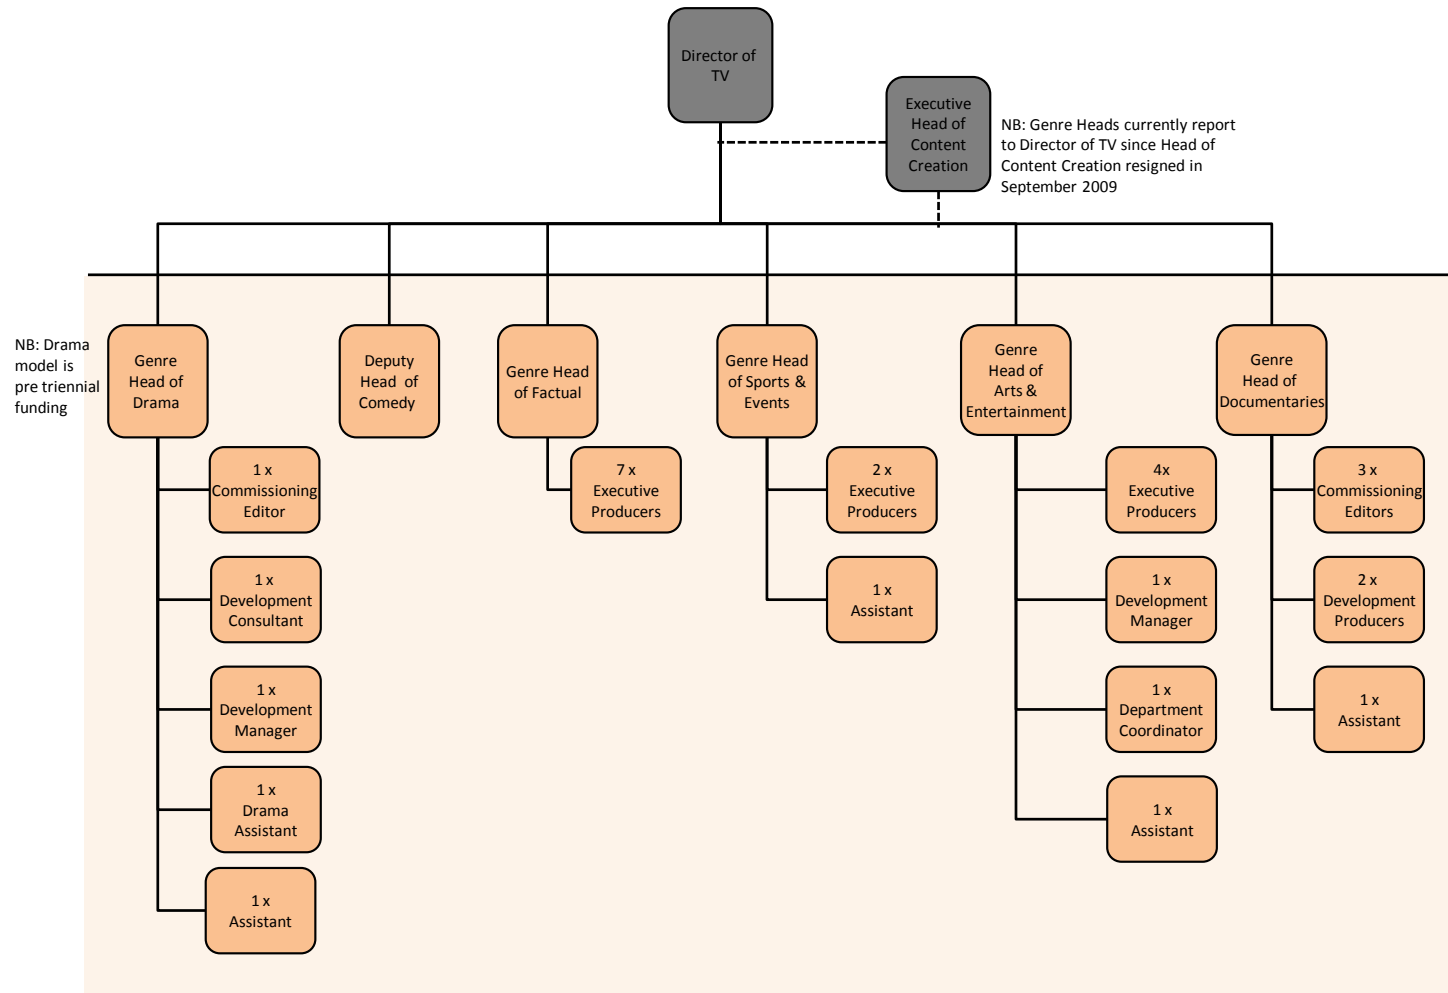 Director of
TV
Executive
Head of
Content
Creation
NB: Genre Heads currently report
to Director of TV since Head of
Content Creation resigned in
September 2009
NB: Drama
model is
pre triennial
funding
Genre
Head of
Drama
Deputy
Head of
Comedy
Genre Head
of Factual
Genre Head
of Sports &
Events
Genre
Head of
Arts &
Entertainment
Genre
Head of
Documentaries
1 x
Commissioning
Editor
1 x
Development
Consultant
1 x
Development
Manager
1 x
Drama
Assistant
1 x
Assistant
7 x
Executive
Producers
2 x
Executive
Producers
1 x
Assistant
4x
Executive
Producers
1 x
Development
Manager
1 x
Department
Coordinator
1 x
Assistant
3 x
Commissioning
Editors
2 x
Development
Producers
1 x
Assistant